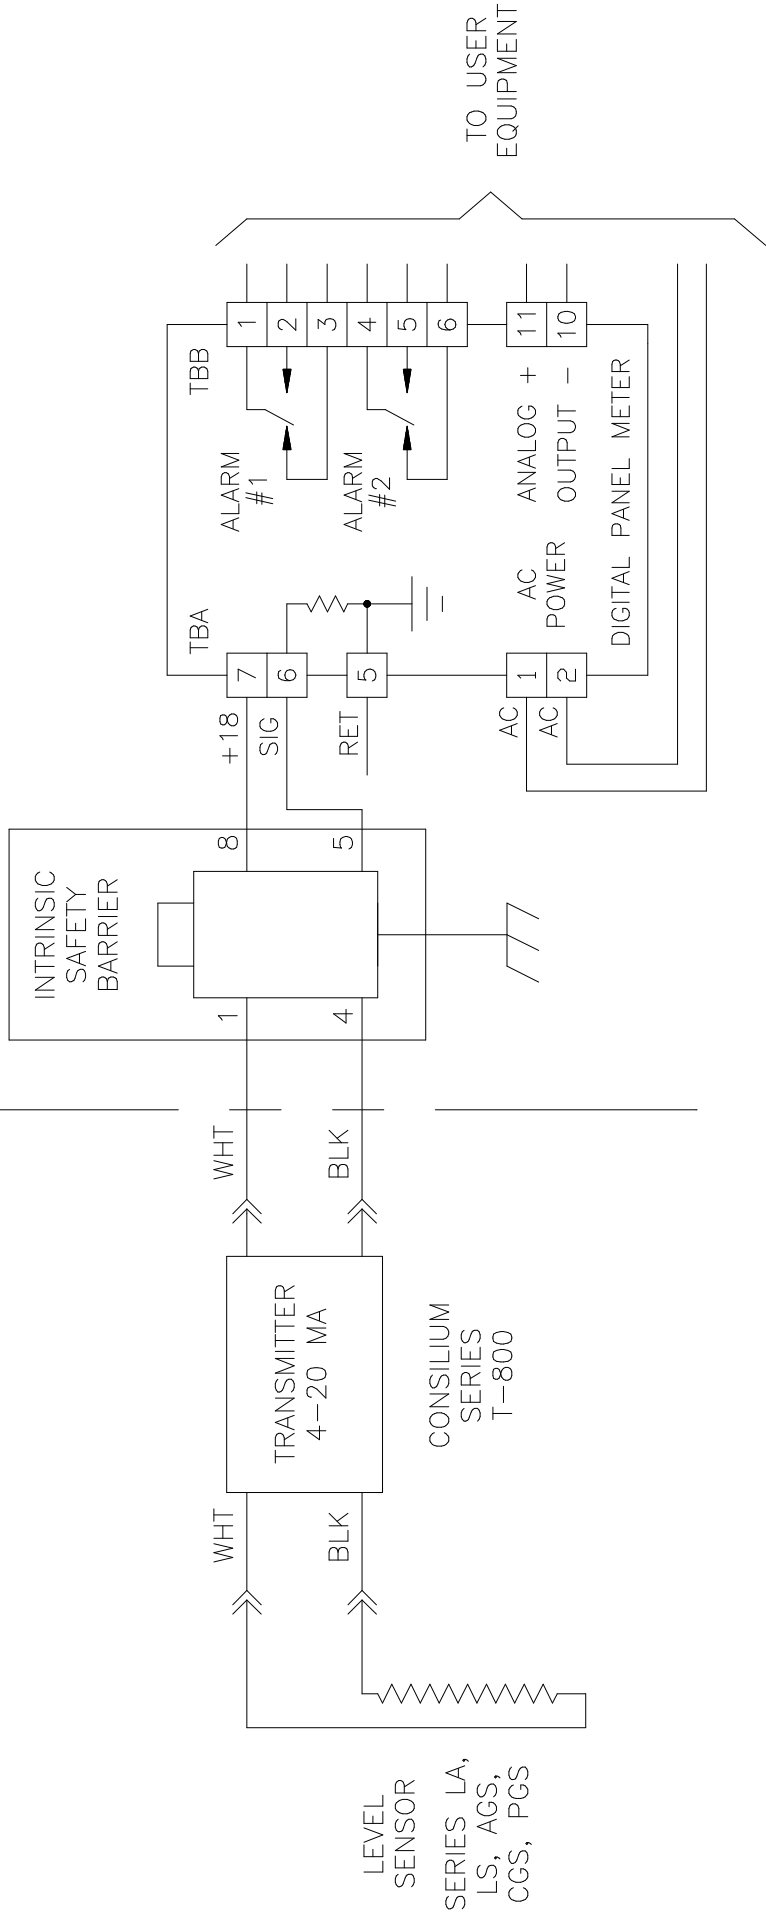 LEVEL
SENSOR
SERIES LA,
LS, AGS,
CGS, PGS
WHT
BLK
TRANSMITTER
4-20 MA
CONSILIUM
SERIES
T-800
WHT
BLK
INTRINSIC
SAFETY
BARRIER
1
4
8
5
+18
SIG
RET
AC
AC
TBA
7
6
5
1
2
AC
POWER
ALARM
#1
ALARM
#2
ANALOG +
OUTPUT -
DIGITAL PANEL METER
TBB
1
2
3
4
5
6
11
10
TO USER
EQUIPMENT